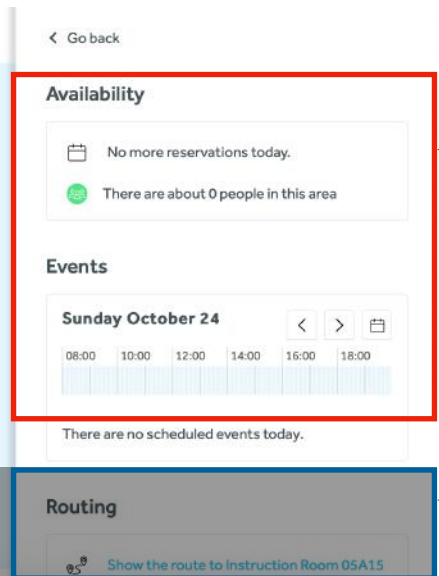 Go back
Availability
No more reservations today.
There are about 0 people in this area
Events
Sunday October 24
08:00 10:00 12:00 14:00 16:00 18:00
There are no scheduled events today.
Routing
Show the route to Instruction Room 05A15